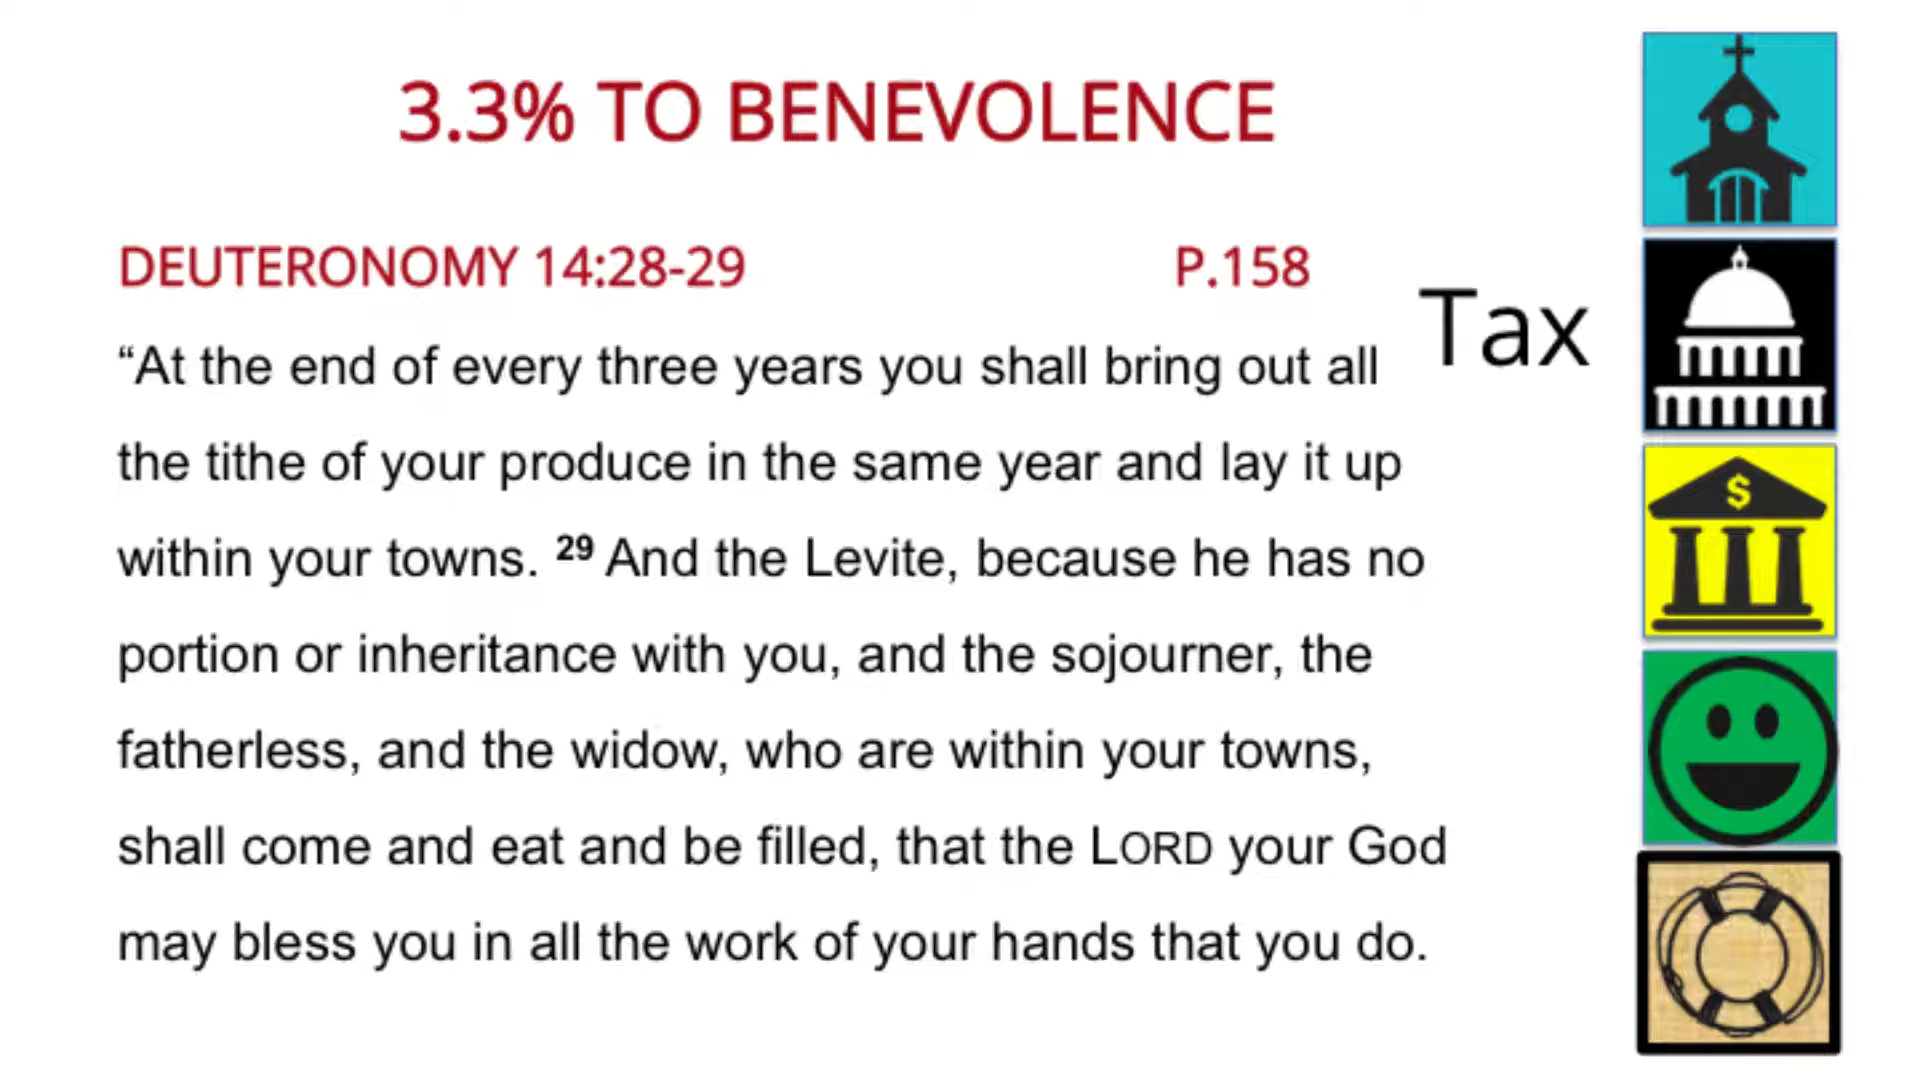 3.3% TO BENEVOLENCE
DEUTERONOMY 14:28-29 P.158
Tax
“At the end of every three years you shall bring out all
the tithe of your produce in the same year and lay it up
within your towns. 29 And the Levite, because he has no
portion or inheritance with you, and the sojourner, the
fatherless, and the widow, who are within your towns,
shall come and eat and be filled, that the LORD your God
may bless you in all the work of your hands that you do.
$